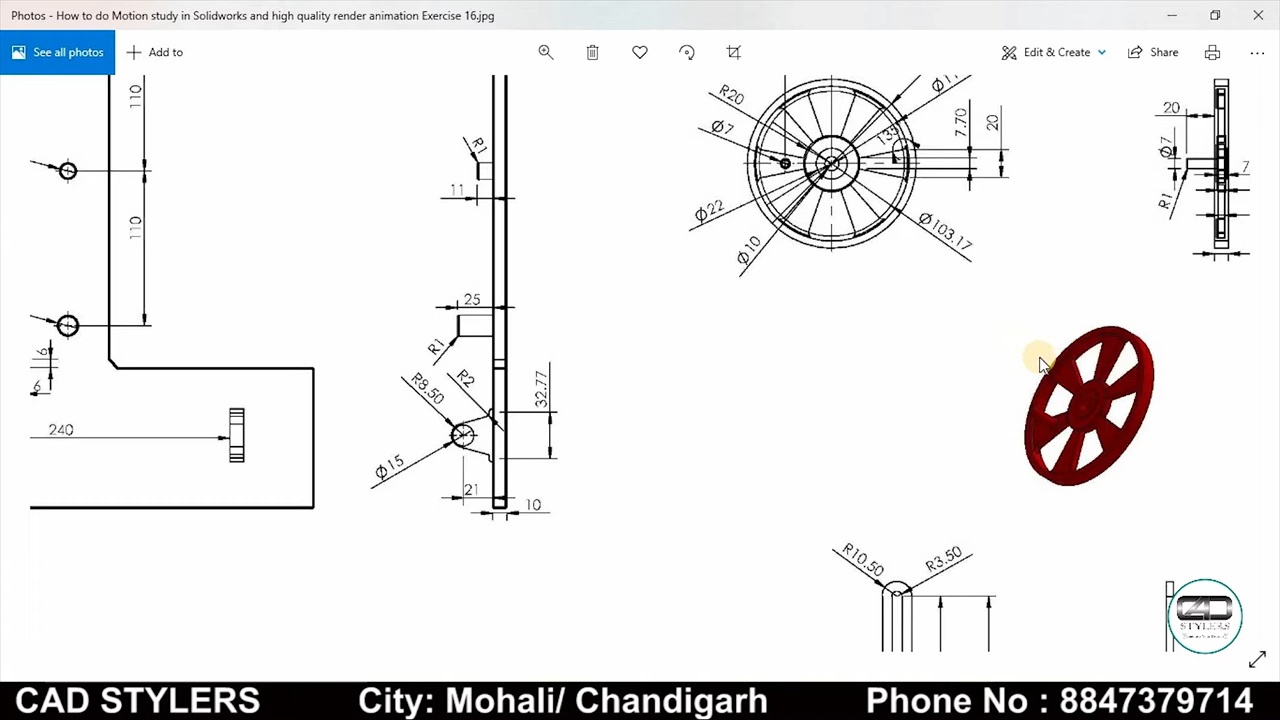 Photos - How to do Motion study in Solidworks and high quality render animation Exercise 16.jpg
See all photos
Add to
Edit & Create
Share
110
110
6
6
240
R1
11
25
R1
R8.50
R2
32.77
Ø15
21
10
R20
Ø7
Ø22
Ø10
Ø103.17
7.70
20
20
Ø7
R1
7
R10.50
R3.50
STYLERS
CAD STYLERS City: Mohali/ Chandigarh Phone No : 8847379714